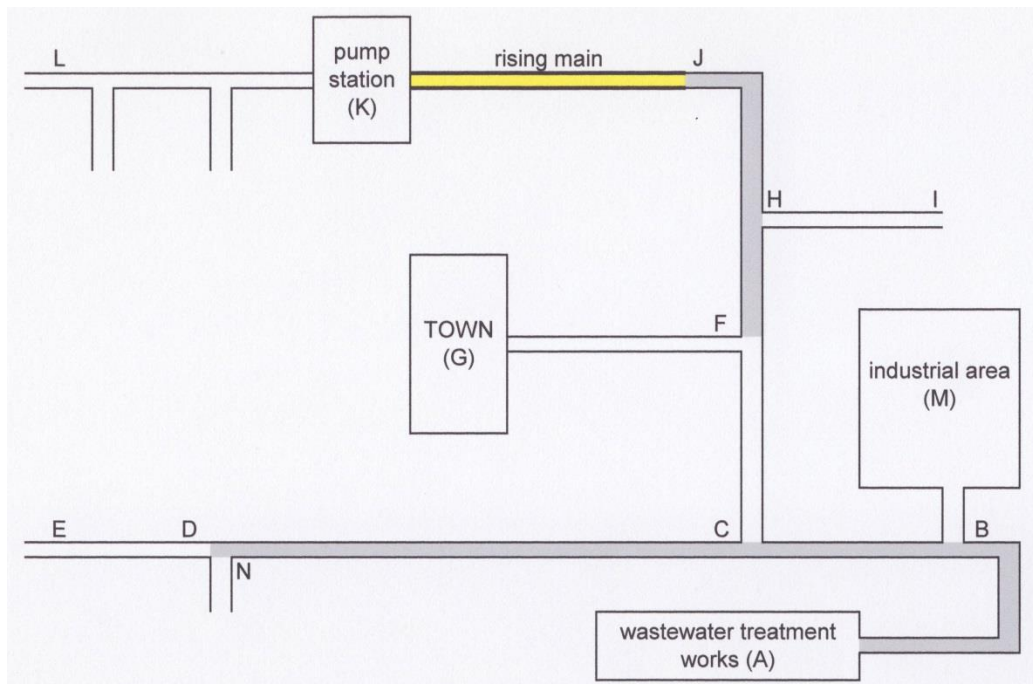 L
pump
station
(K)
rising main
J
H
I
TOWN
(G)
F
industrial area
(M)
E
D
C
B
N
wastewater treatment
works (A)